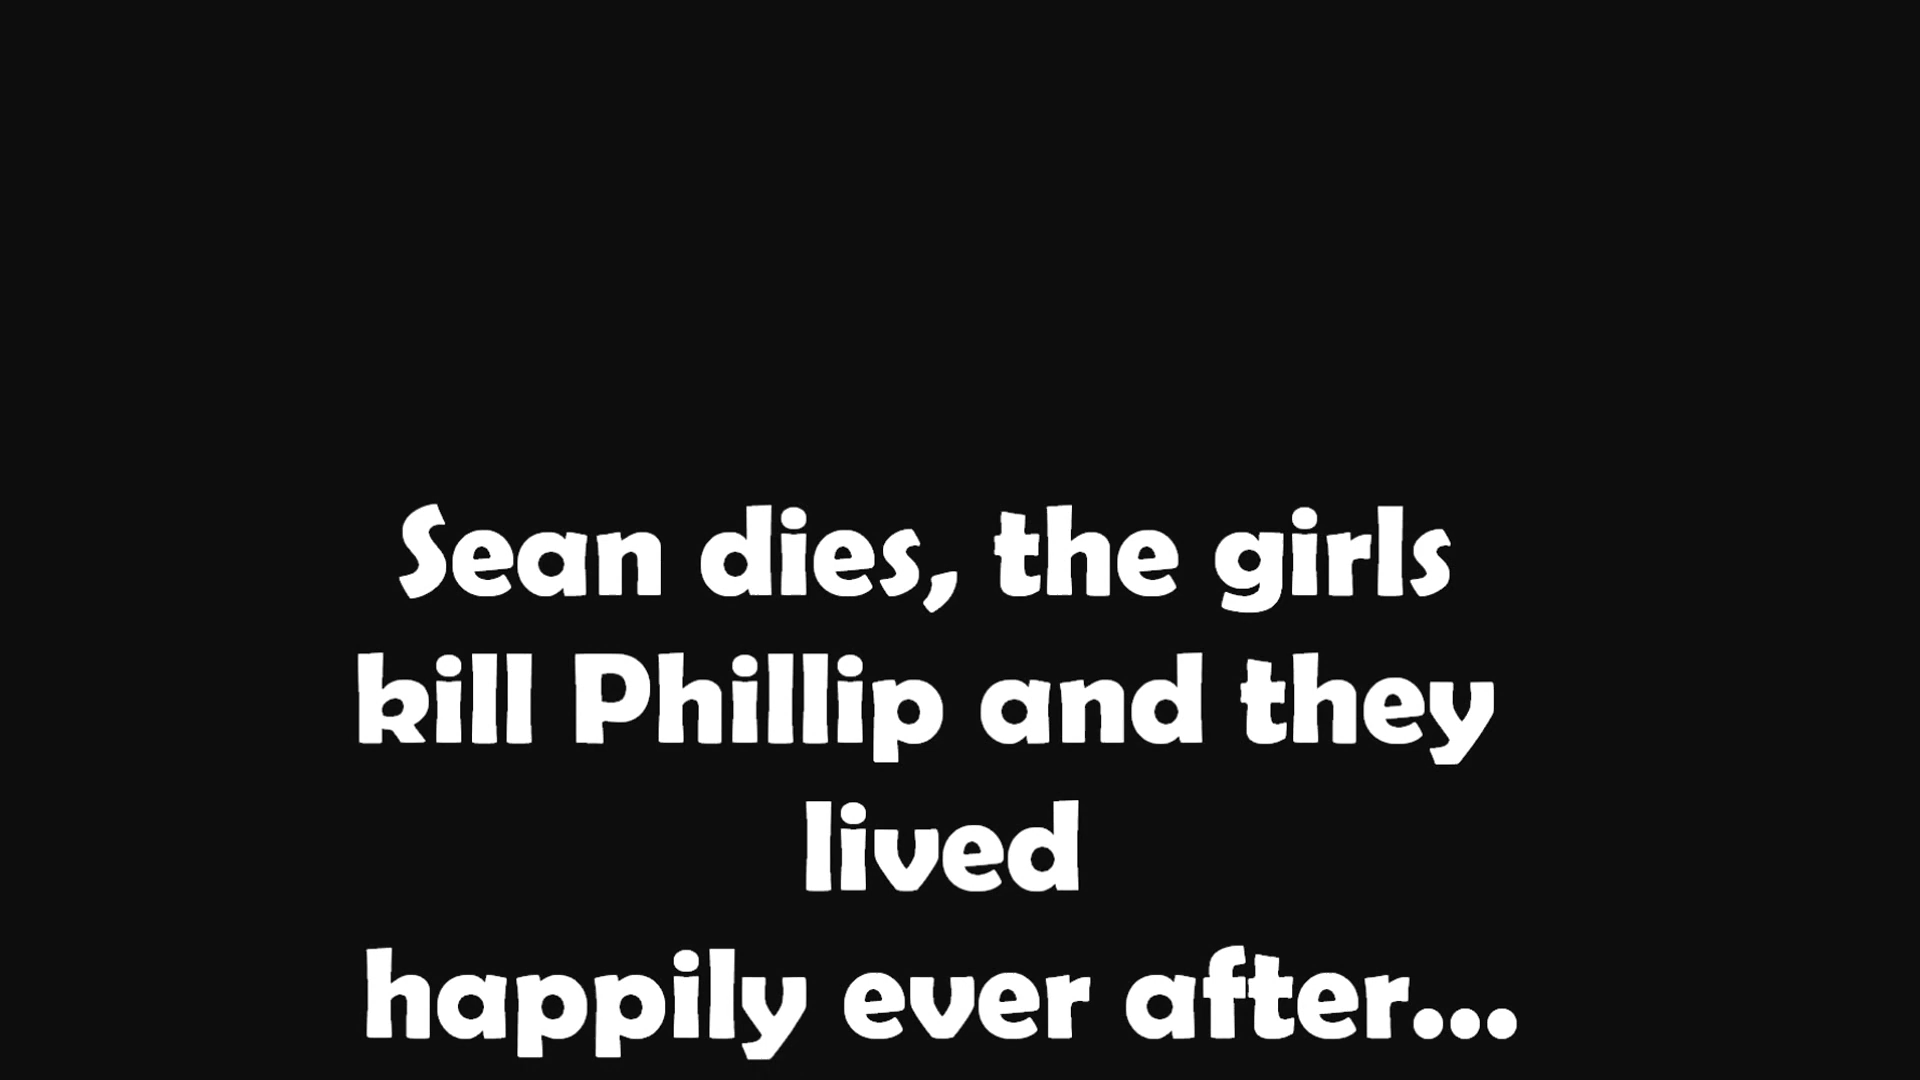 Sean dies, the girls
kill Phillip and they
lived
happily ever after...